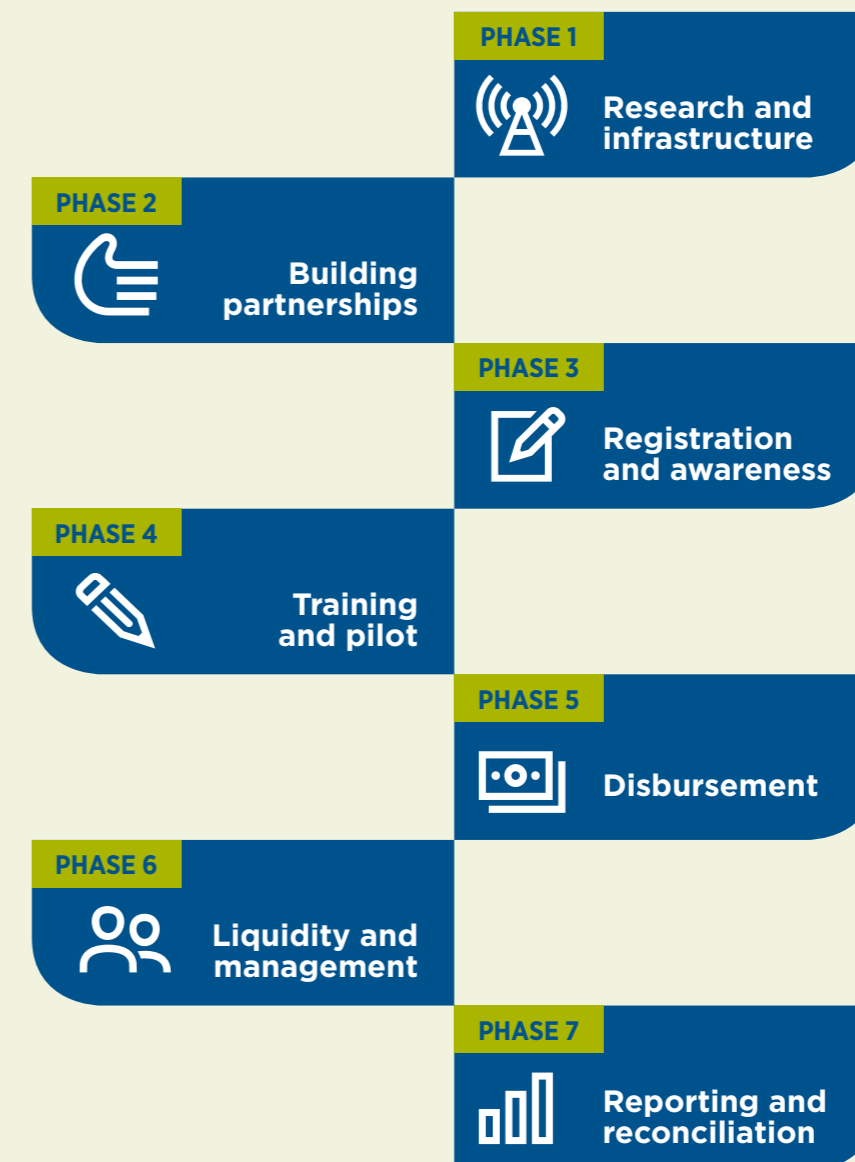 PHASE 1
Research and
infrastructure
PHASE 2
Building
partnerships
PHASE 3
Registration
and awareness
PHASE 4
Training
and pilot
PHASE 5
Disbursement
PHASE 6
Liquidity and
management
PHASE 7
Reporting and
reconciliation